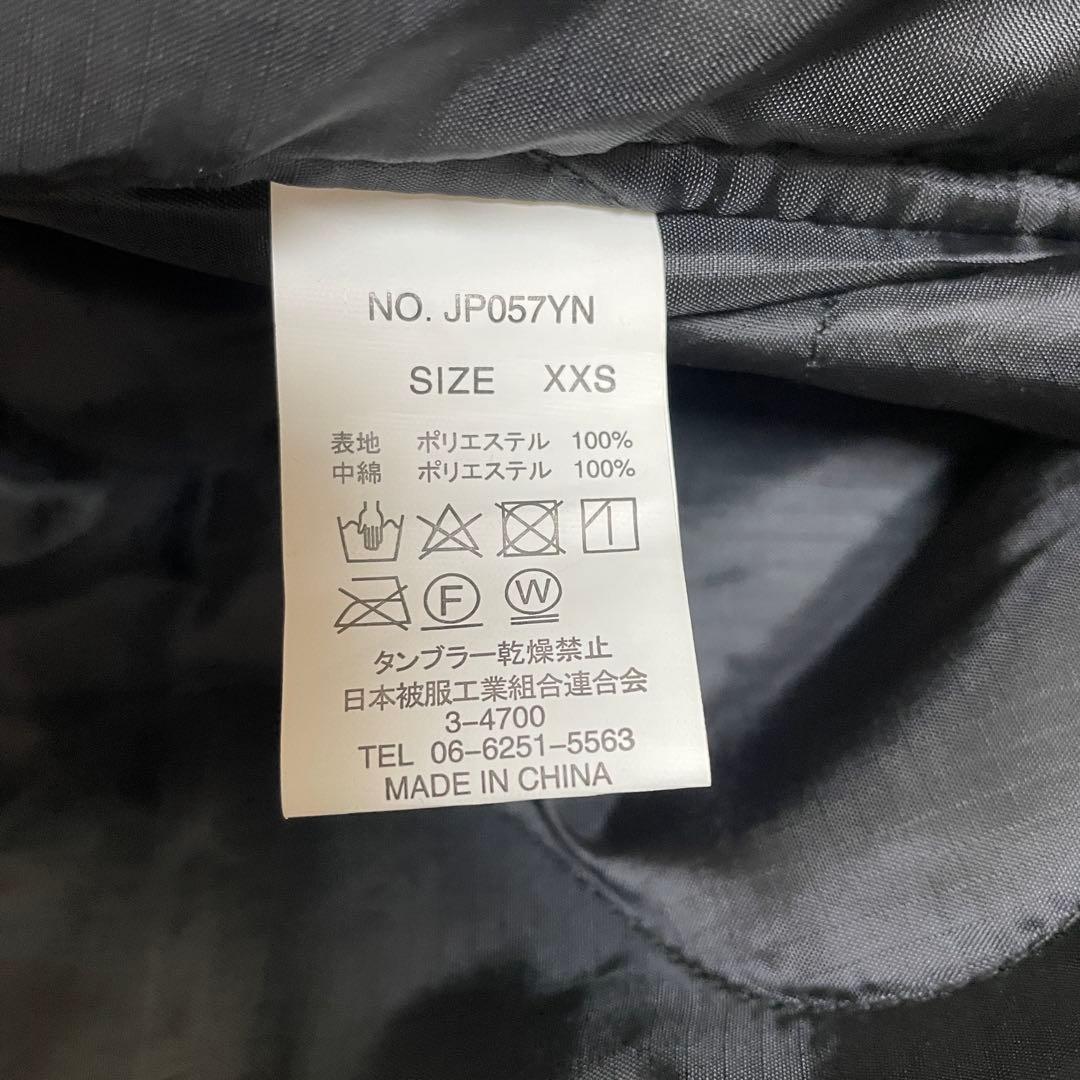 NO. JP057YN
SIZE XXS
表地 ポリエステル 100%
中綿 ポリエステル 100%
F W
タンブラー乾燥禁止
日本被服工業組合連合会
3-4700
TEL 06-6251-5563
MADE IN CHINA